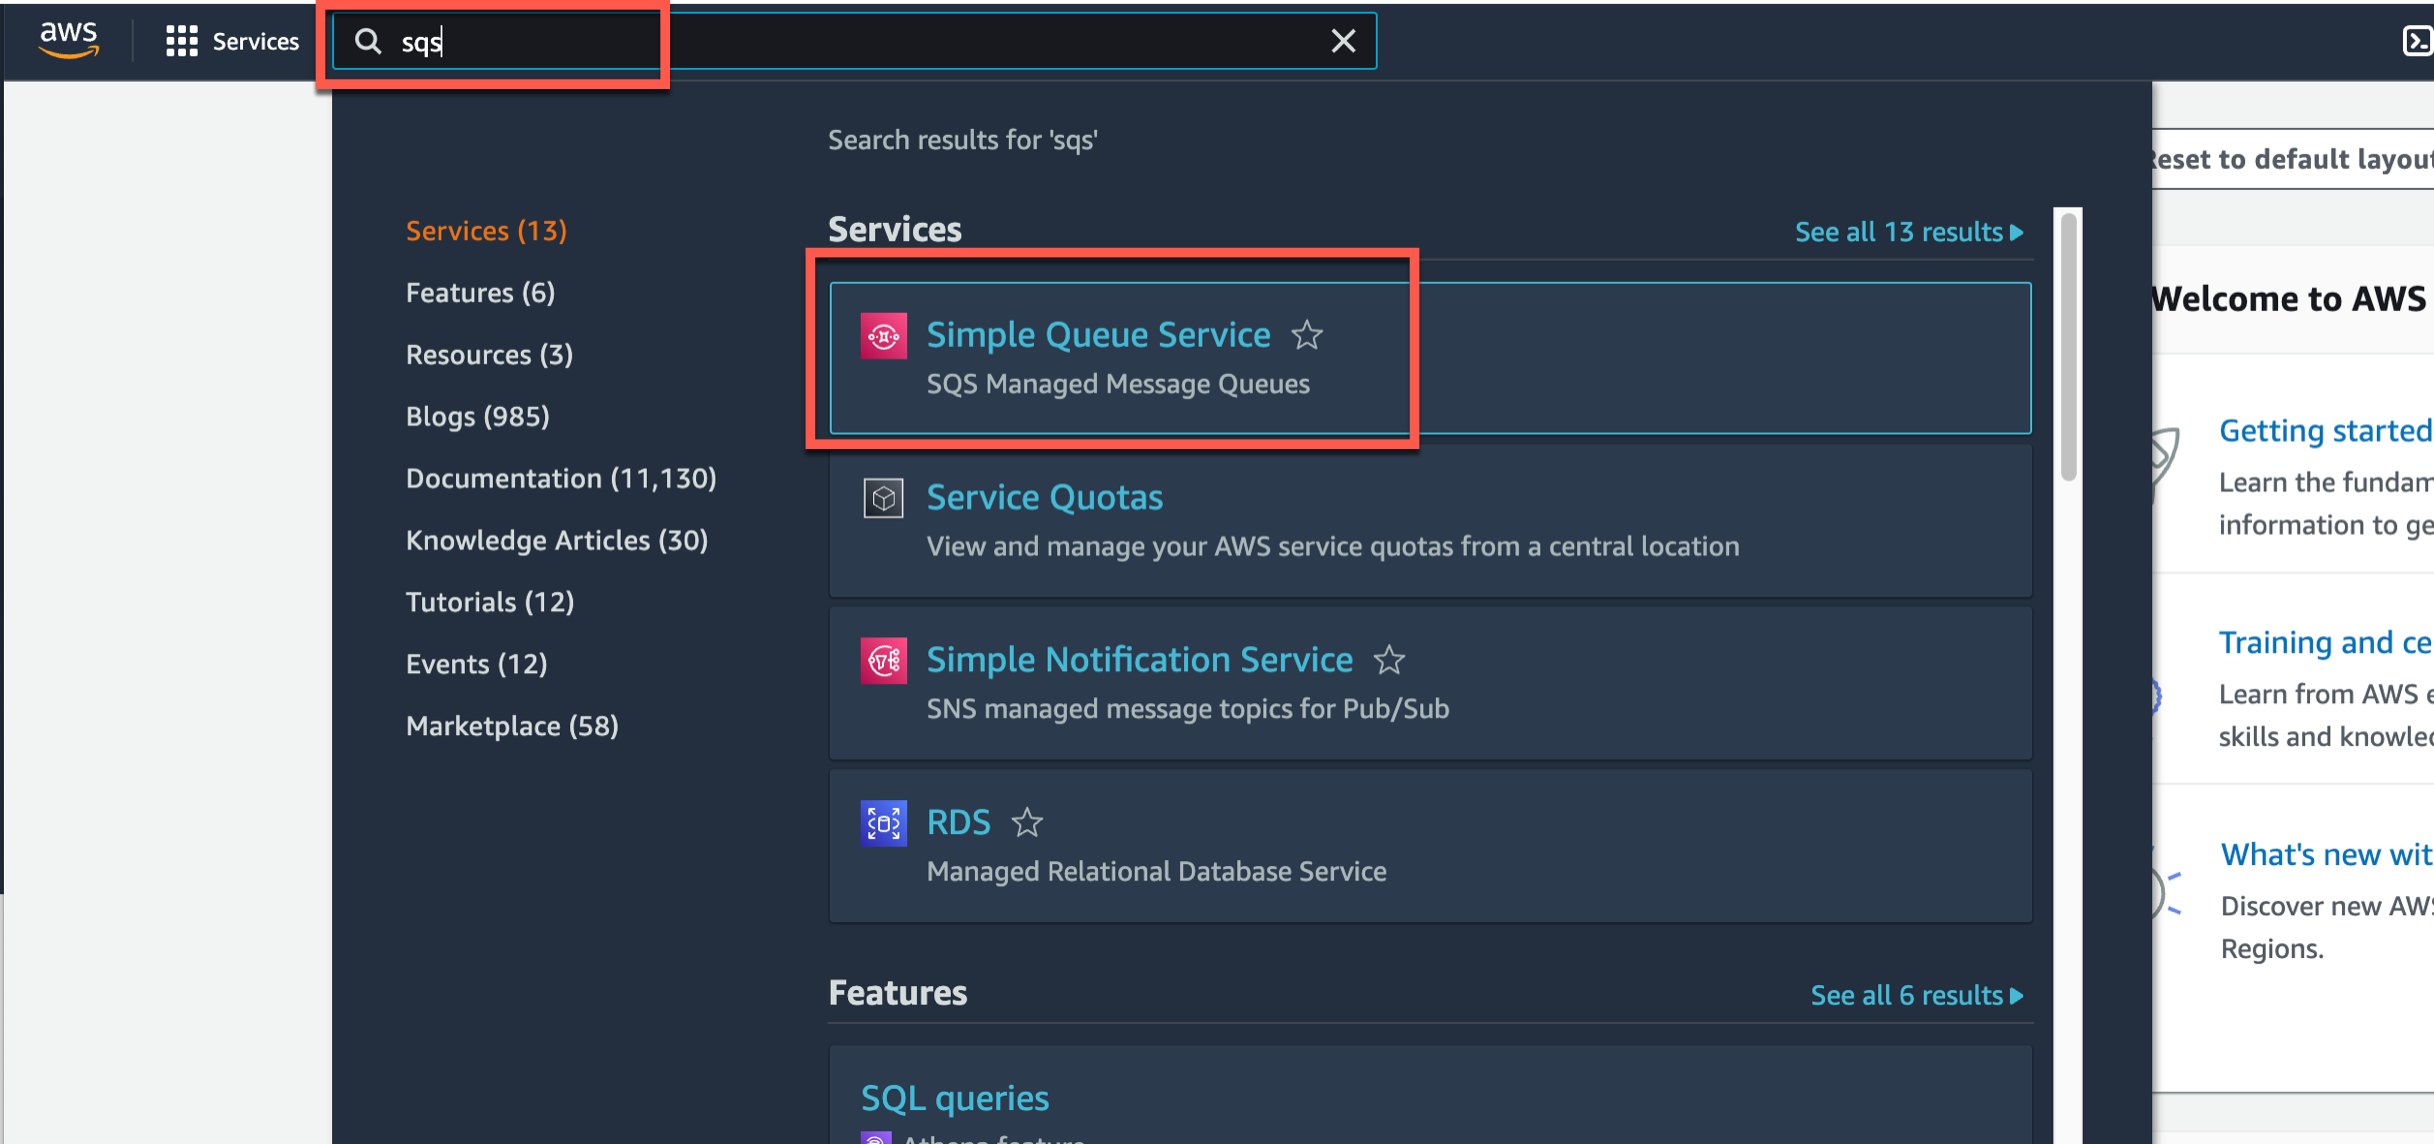 aws
Services
sqs
Search results for 'sqs'
Services (13)
Features (6)
Resources (3)
Blogs (985)
Documentation (11,130)
Knowledge Articles (30)
Tutorials (12)
Events (12)
Marketplace (58)
Services
See all 13 results
Simple Queue Service
SQS Managed Message Queues
Service Quotas
View and manage your AWS service quotas from a central location
Simple Notification Service
SNS managed message topics for Pub/Sub
RDS
Managed Relational Database Service
Features
See all 6 results
SQL queries
Athena feature
eset to default layout
Welcome to AWS
Getting started
Learn the fundam
information to ge
Training and ce
Learn from AWS e
skills and knowled
What's new wit
Discover new AWS
Regions.